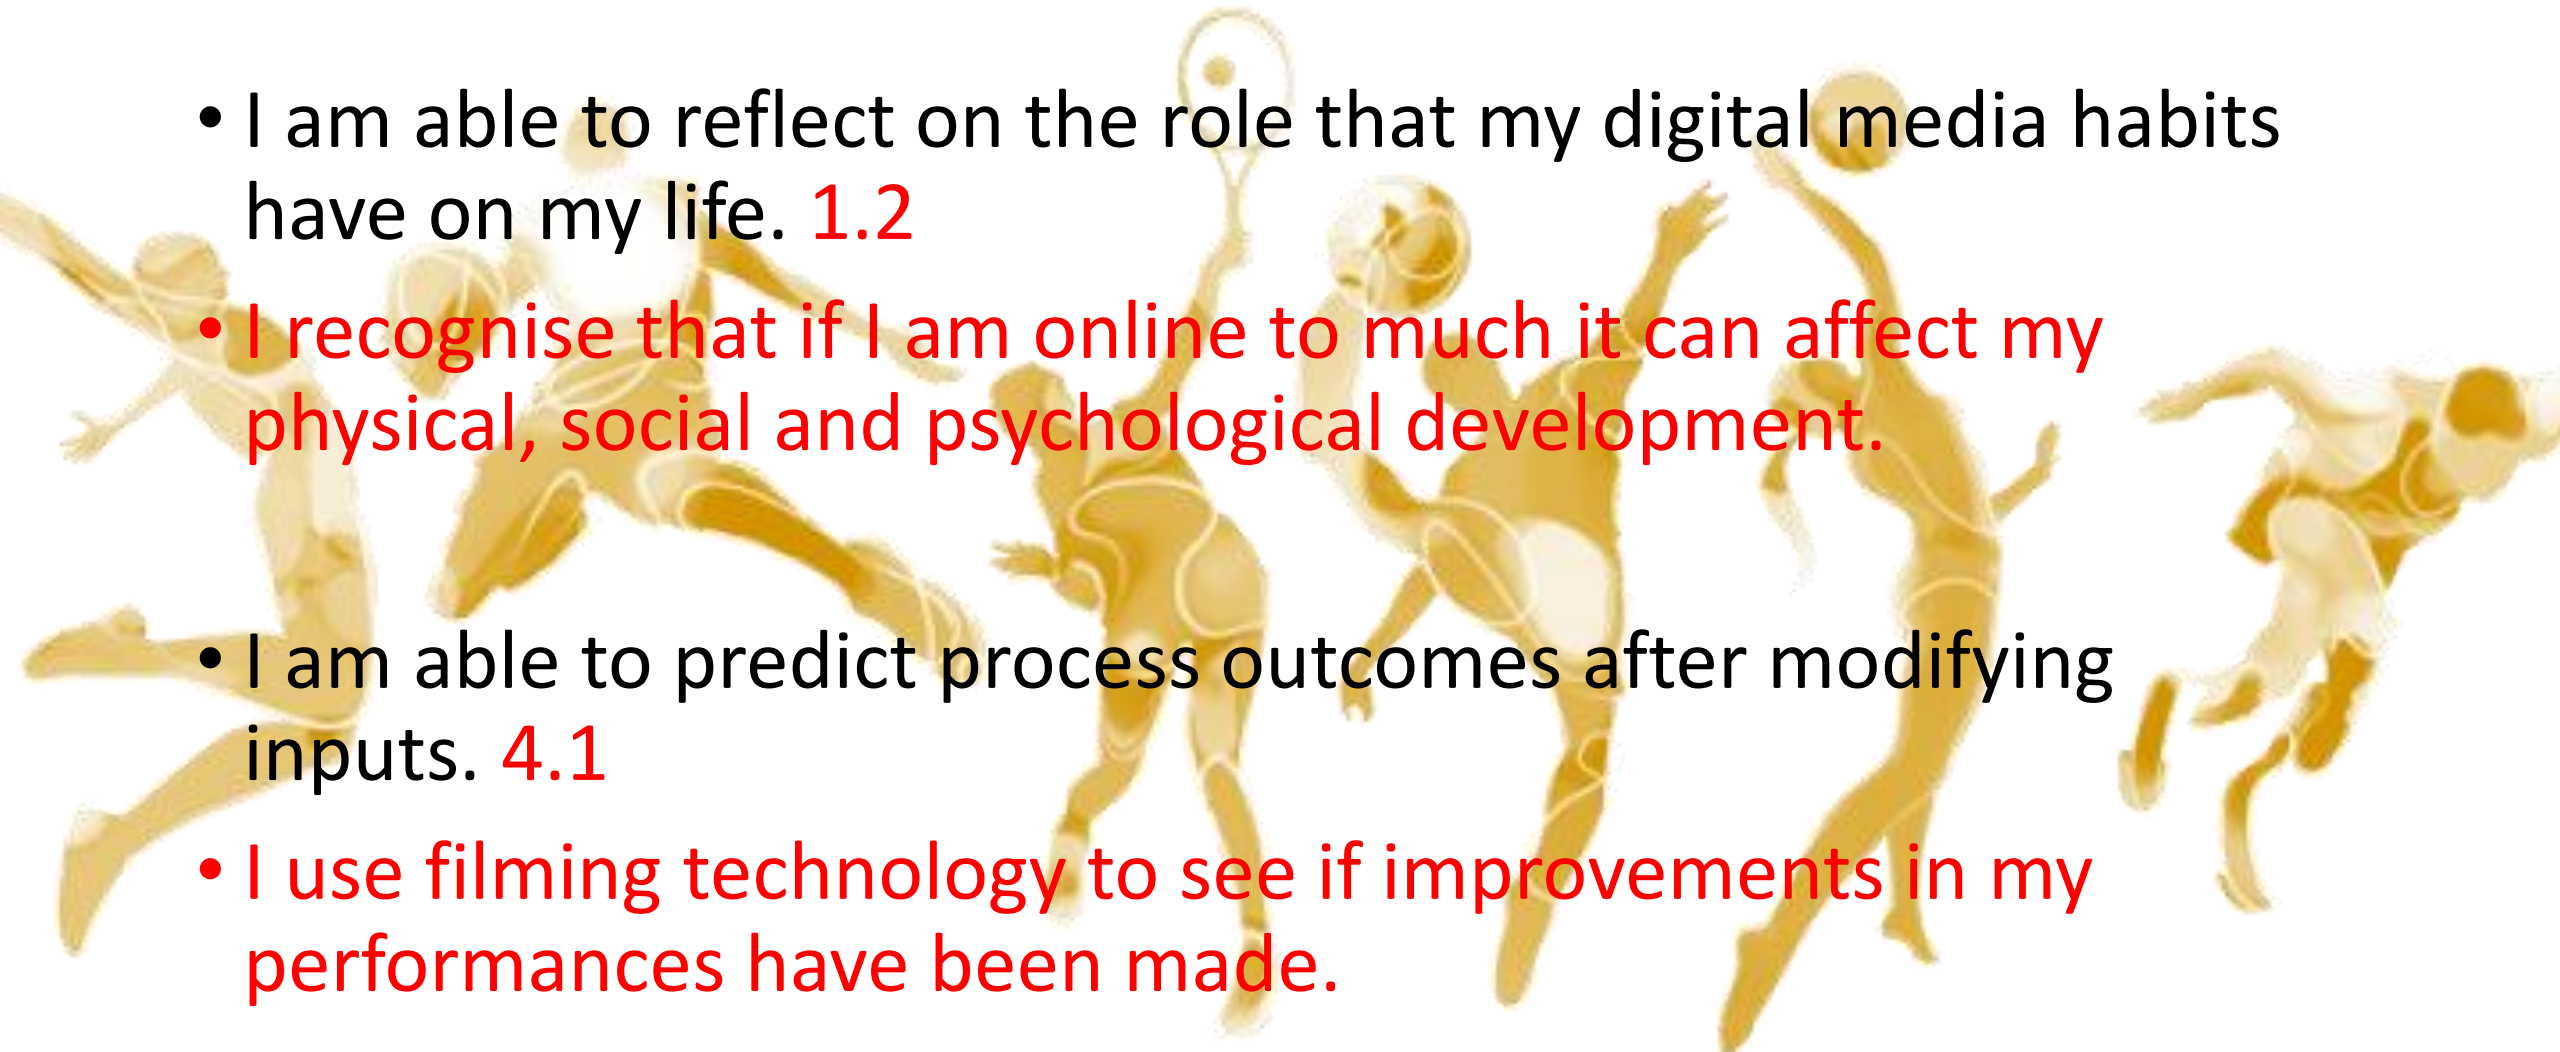 • I am able to reflect on the role that my digital media habits
have on my life. 1.2
• I recognise that if I am online to much it can affect my
physical, social and psychological development.
• I am able to predict process outcomes after modifying
inputs. 4.1
• I use filming technology to see if improvements in my
performances have been made.